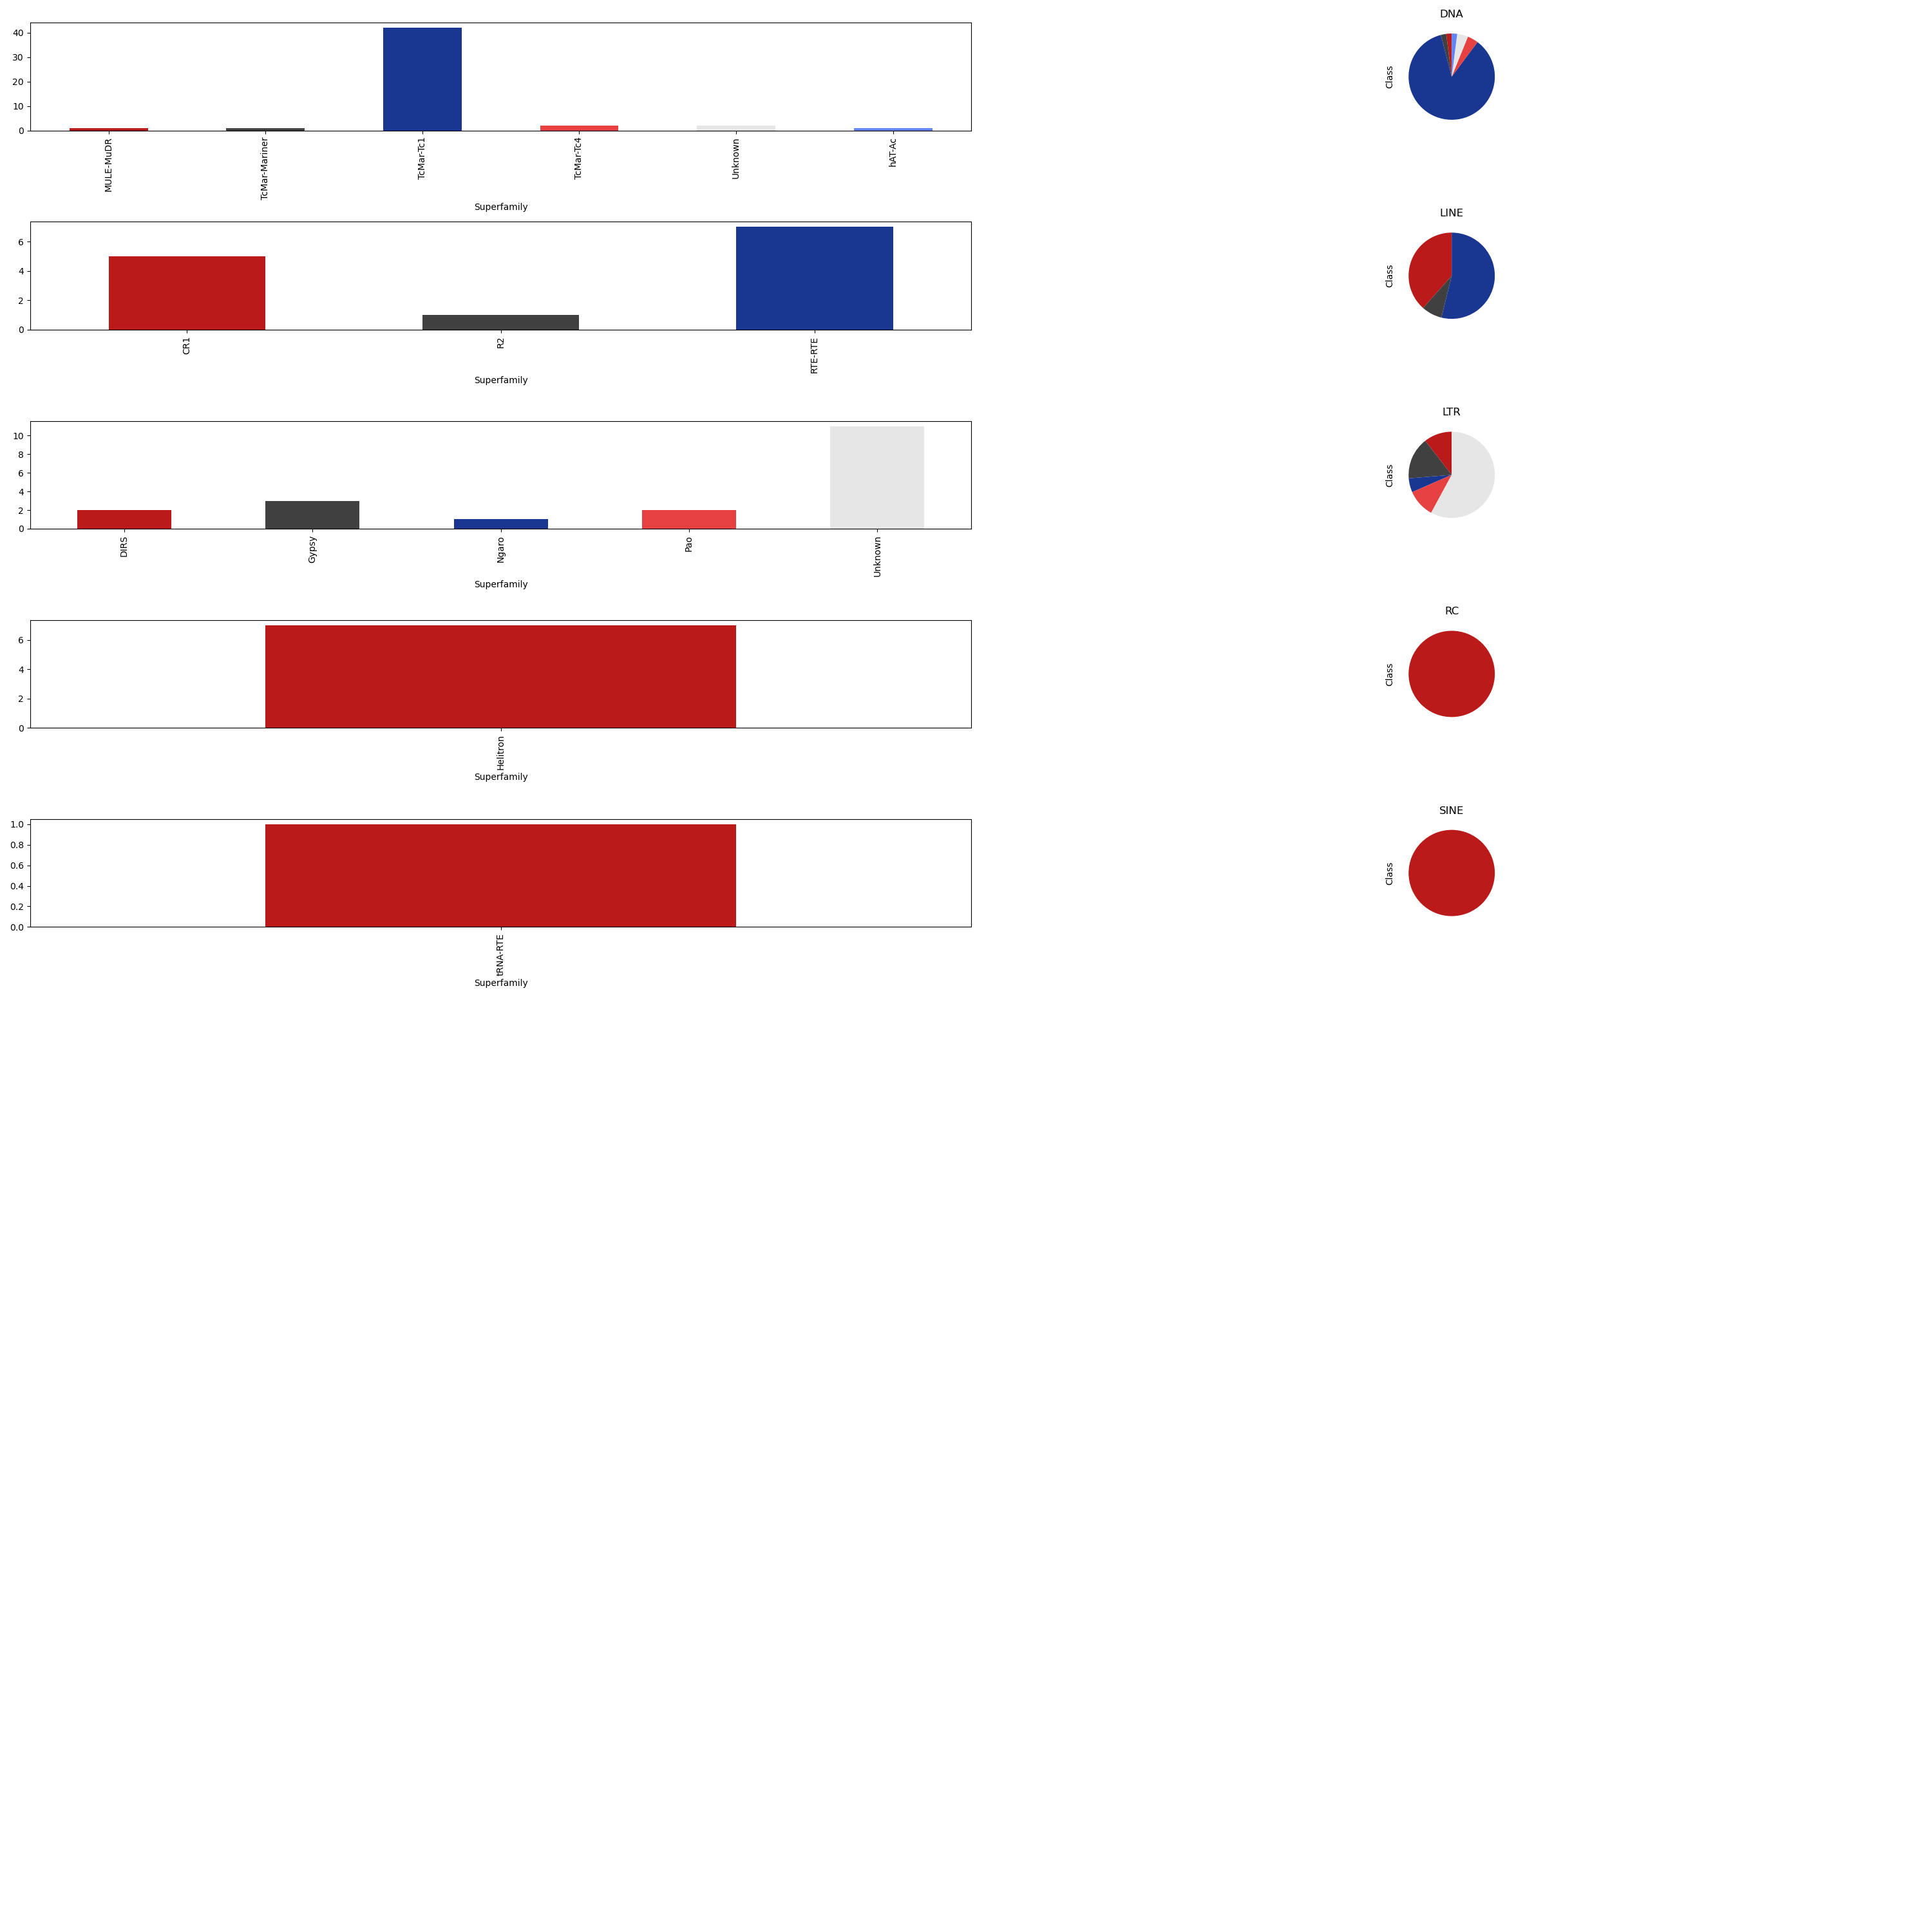 DNA
40
30
20
10
0
Class
MULE-MuDR
TcMar-Mariner
TcMar-Tc1
TcMar-Tc4
Unknown
hAT-Ac
Superfamily
LINE
6
4
2
0
Class
CR1
R2
RTE-RTE
Superfamily
LTR
10
8
6
4
2
0
Class
DIRS
Gypsy
Ngaro
Pao
Unknown
Superfamily
RC
6
4
2
0
Class
Helitron
Superfamily
SINE
1.0
0.8
0.6
0.4
0.2
0.0
Class
tRNA-RTE
Superfamily